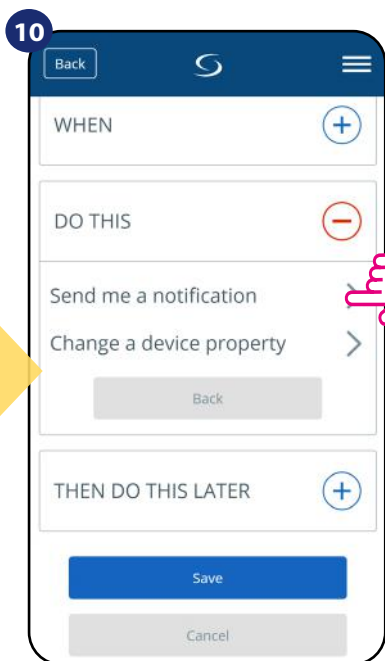 10
Back
WHEN
DO THIS
Send me a notification
Change a device property
Back
THEN DO THIS LATER
Save
Cancel